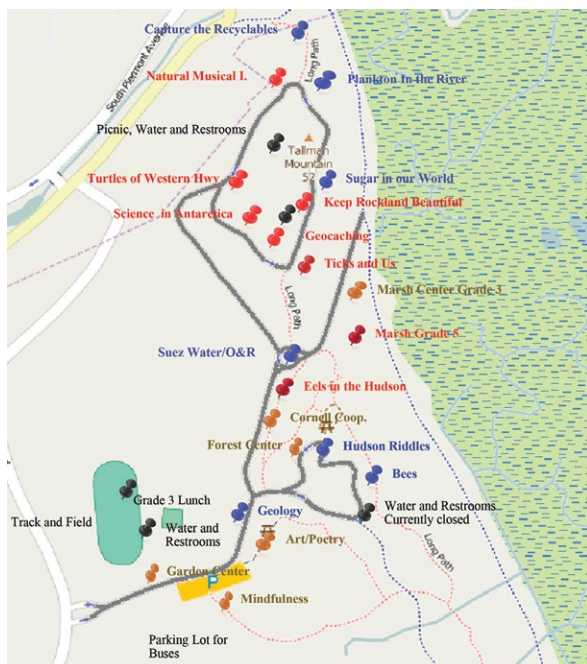 Capture the Recyclables
South Piermont Avenue
Long Path
Natural Musical I.
Plankton In the River
Picnic, Water and Restrooms
Tallman
Mountain
52
Turtles of Western Hwy
Sugar in our World
Keep Rockland Beautiful
Science in Antarctica
Geocaching
Ticks and Us
Marsh Center Grade 3
Long Path
Marsh Grade 5
Suez Water/O&R
Eels in the Hudson
Cornell Coop.
Forest Center
Hudson Riddles
Bees
Grade 3 Lunch
Track and Field
Water and
Restrooms
Geology
Water and Restrooms
Currently closed
Art/Poetry
Long Path
Garden Center
P
Mindfulness
Parking Lot for
Buses